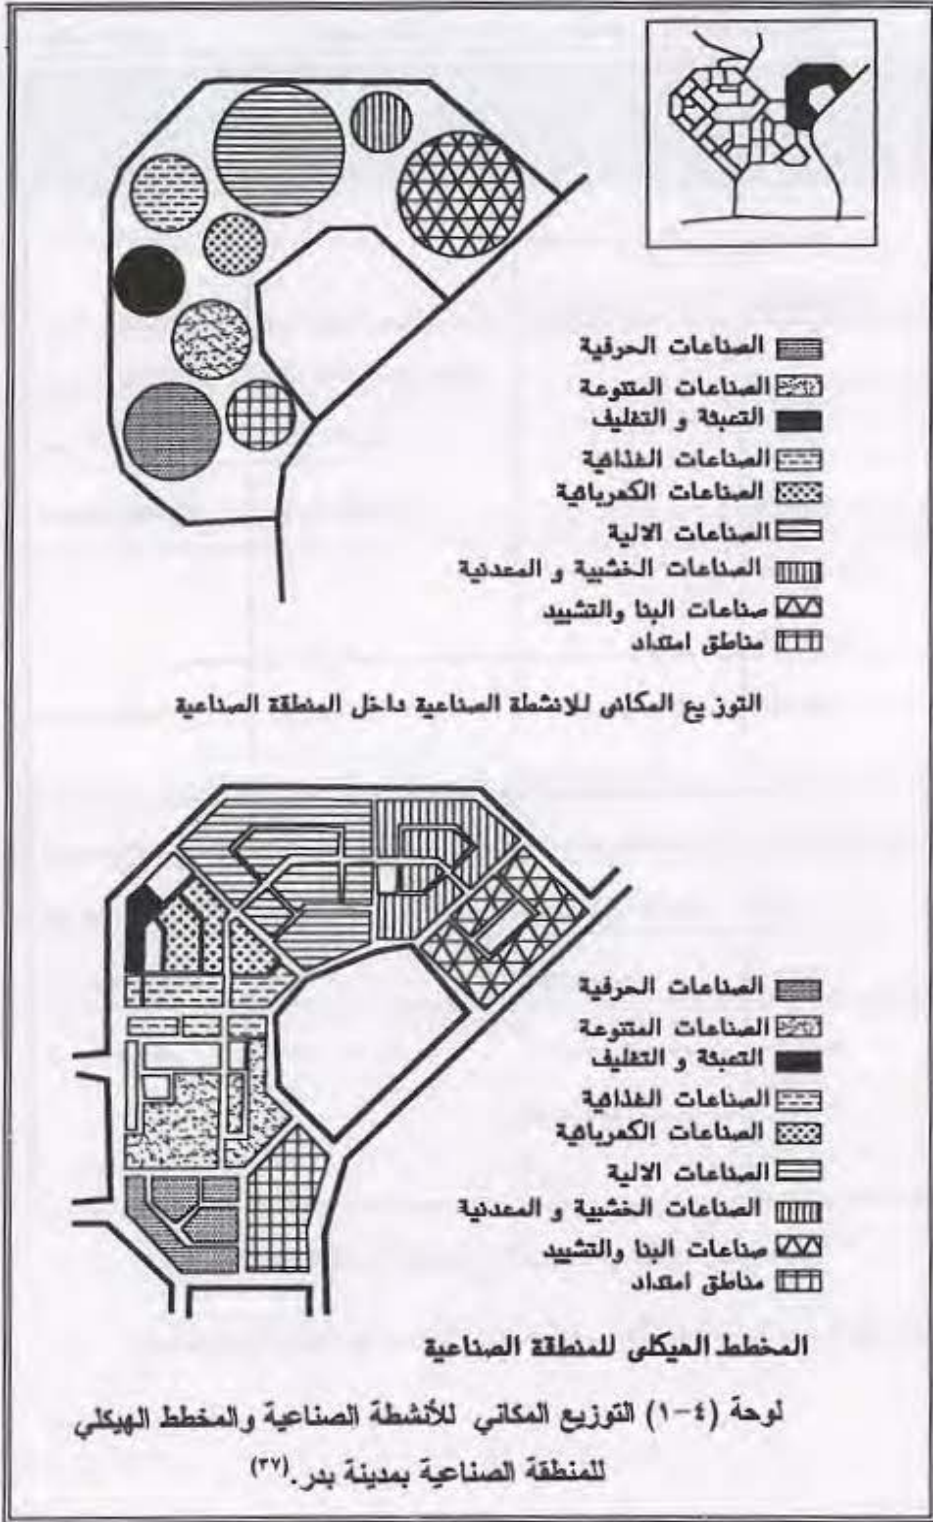 الصناعات الحرفية
الصناعات المتنوعة
التعبئة و التغليف
الصناعات الغذائية
الصناعات الكهربائية
الصناعات الالية
الصناعات الخشبية و المعدنية
صناعات البنا والتشييد
مناطق امتداد
التوزيع المكانى للانشطة الصناعية داخل المنطقة الصناعية
الصناعات الحرفية
الصناعات المتنوعة
التعبئة و التغليف
الصناعات الغذائية
الصناعات الكهربائية
الصناعات الالية
الصناعات الخشبية و المعدنية
صناعات البنا والتشييد
مناطق امتداد
المخطط الهيكلى للمنطقة الصناعية
لوحة (٤-١) التوزيع المكاني للأنشطة الصناعية والمخطط الهيكلي
للمنطقة الصناعية بمدينة بدر.(٣٧)